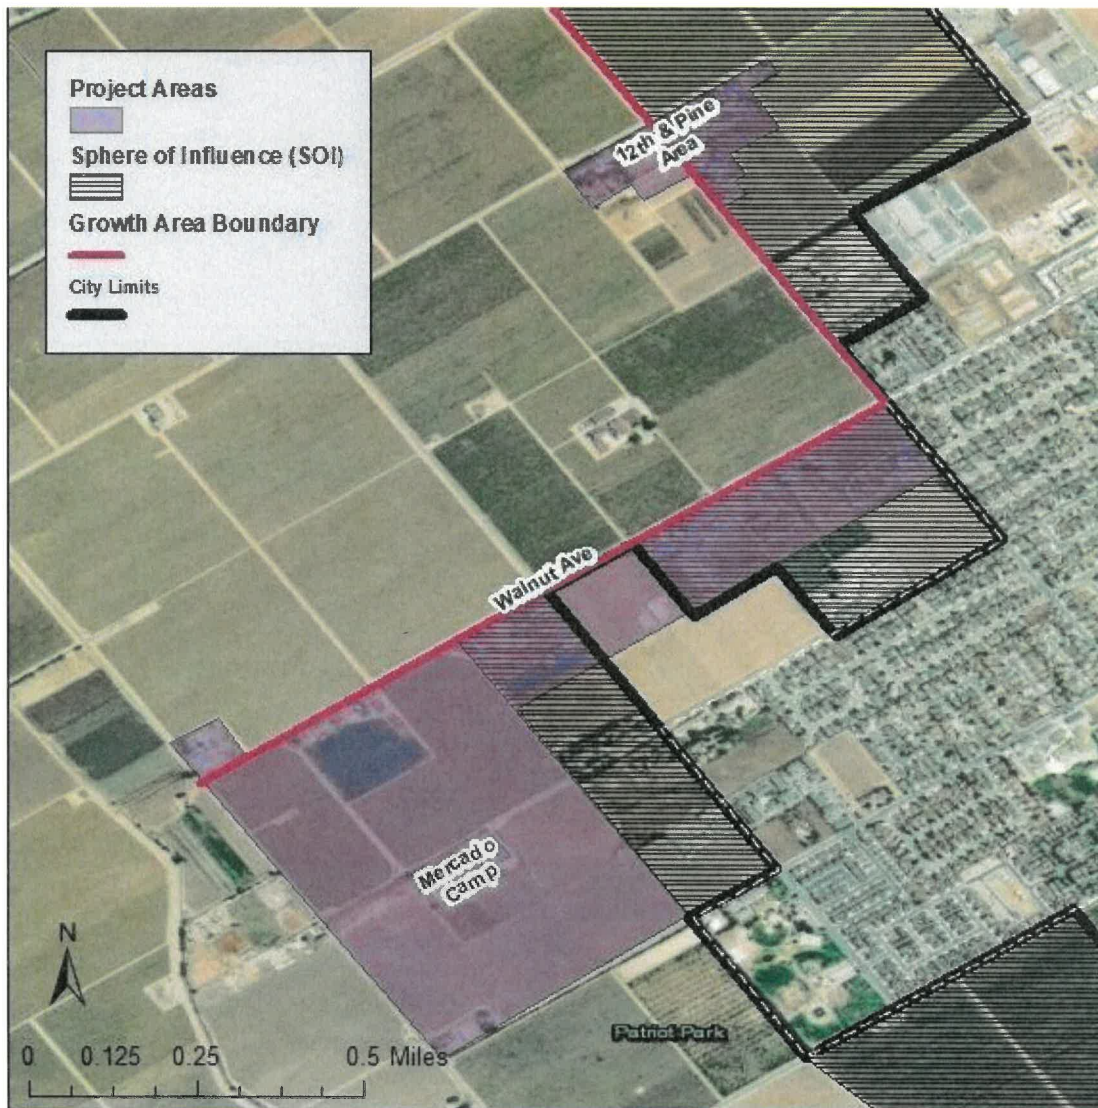 Project Areas
Sphere of Influence (SOI)
Growth Area Boundary
City Limits
12th & Pine
Area
Walnut Ave
Mercado
Camp
Patriot Park
N
0 0.125 0.25 0.5 Miles